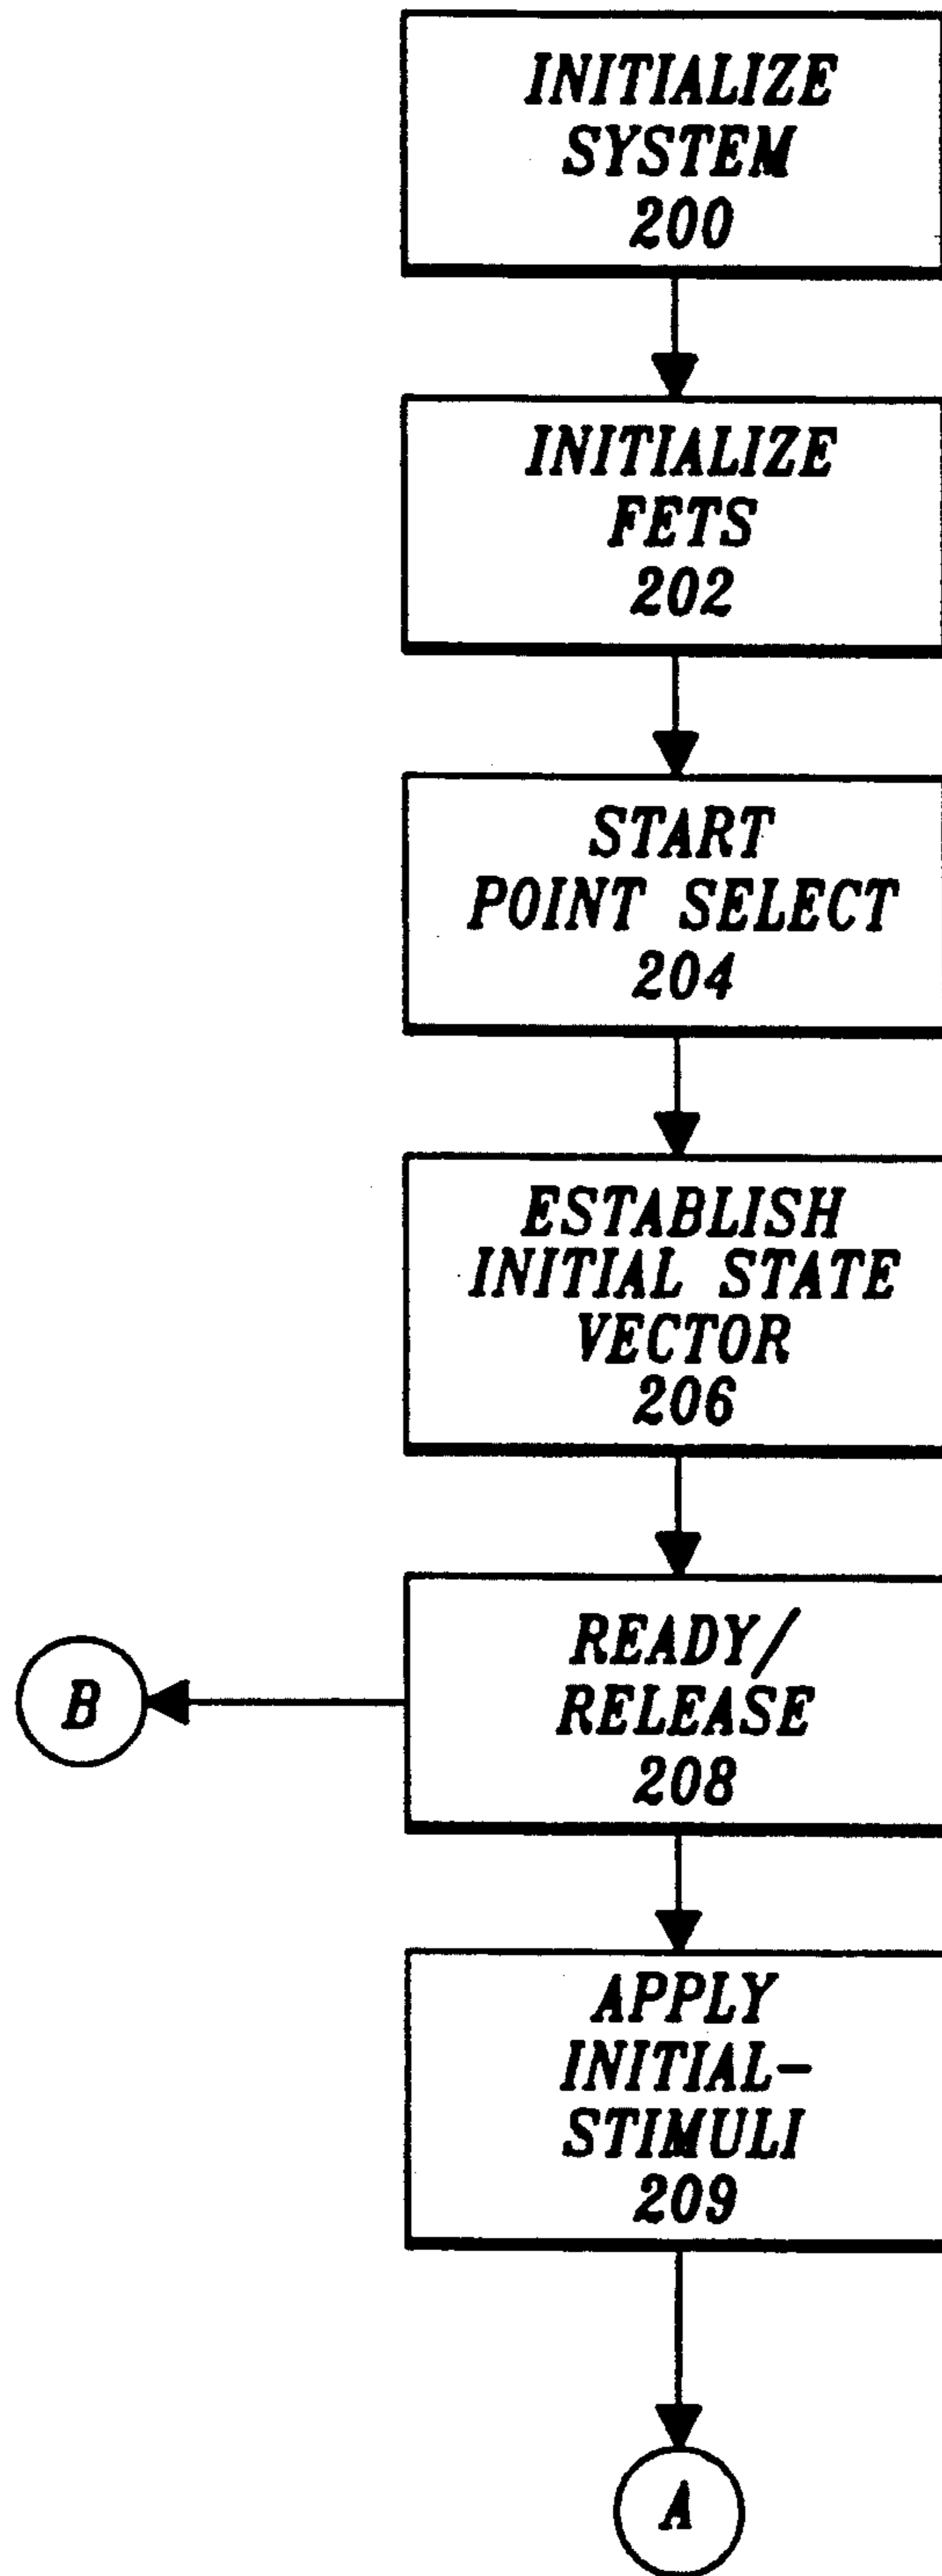 INITIALIZE
SYSTEM
200
INITIALIZE
FETS
202
START
POINT SELECT
204
ESTABLISH
INITIAL STATE
VECTOR
206
READY/
RELEASE
208
B
APPLY
INITIAL-
STIMULI
209
A